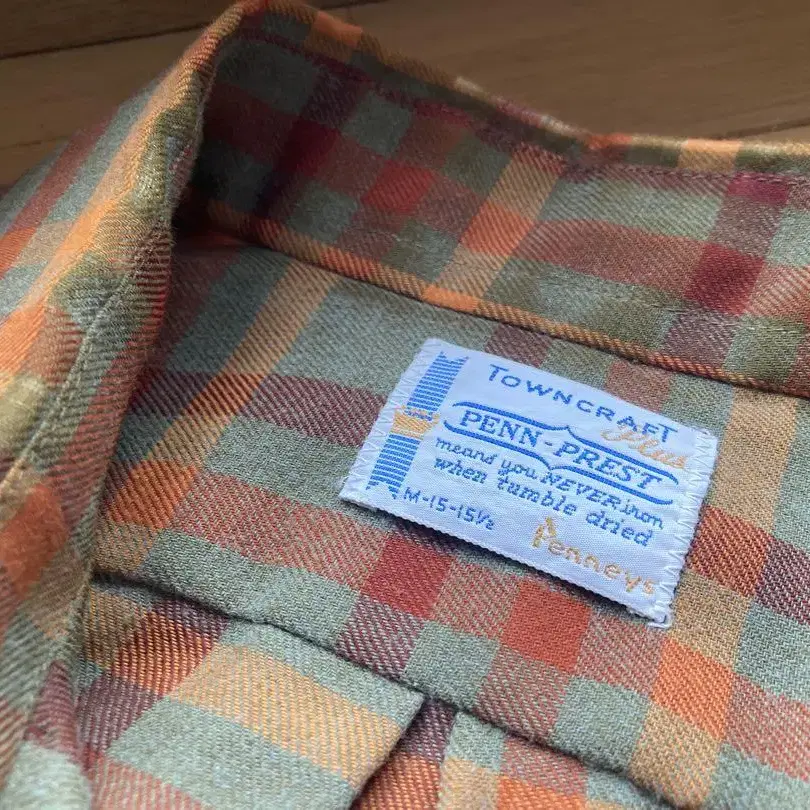 TOWNCRAFT
Plus
PENN-PREST
means you NEVER iron
when tumble dried
M-15-15½
Penneys